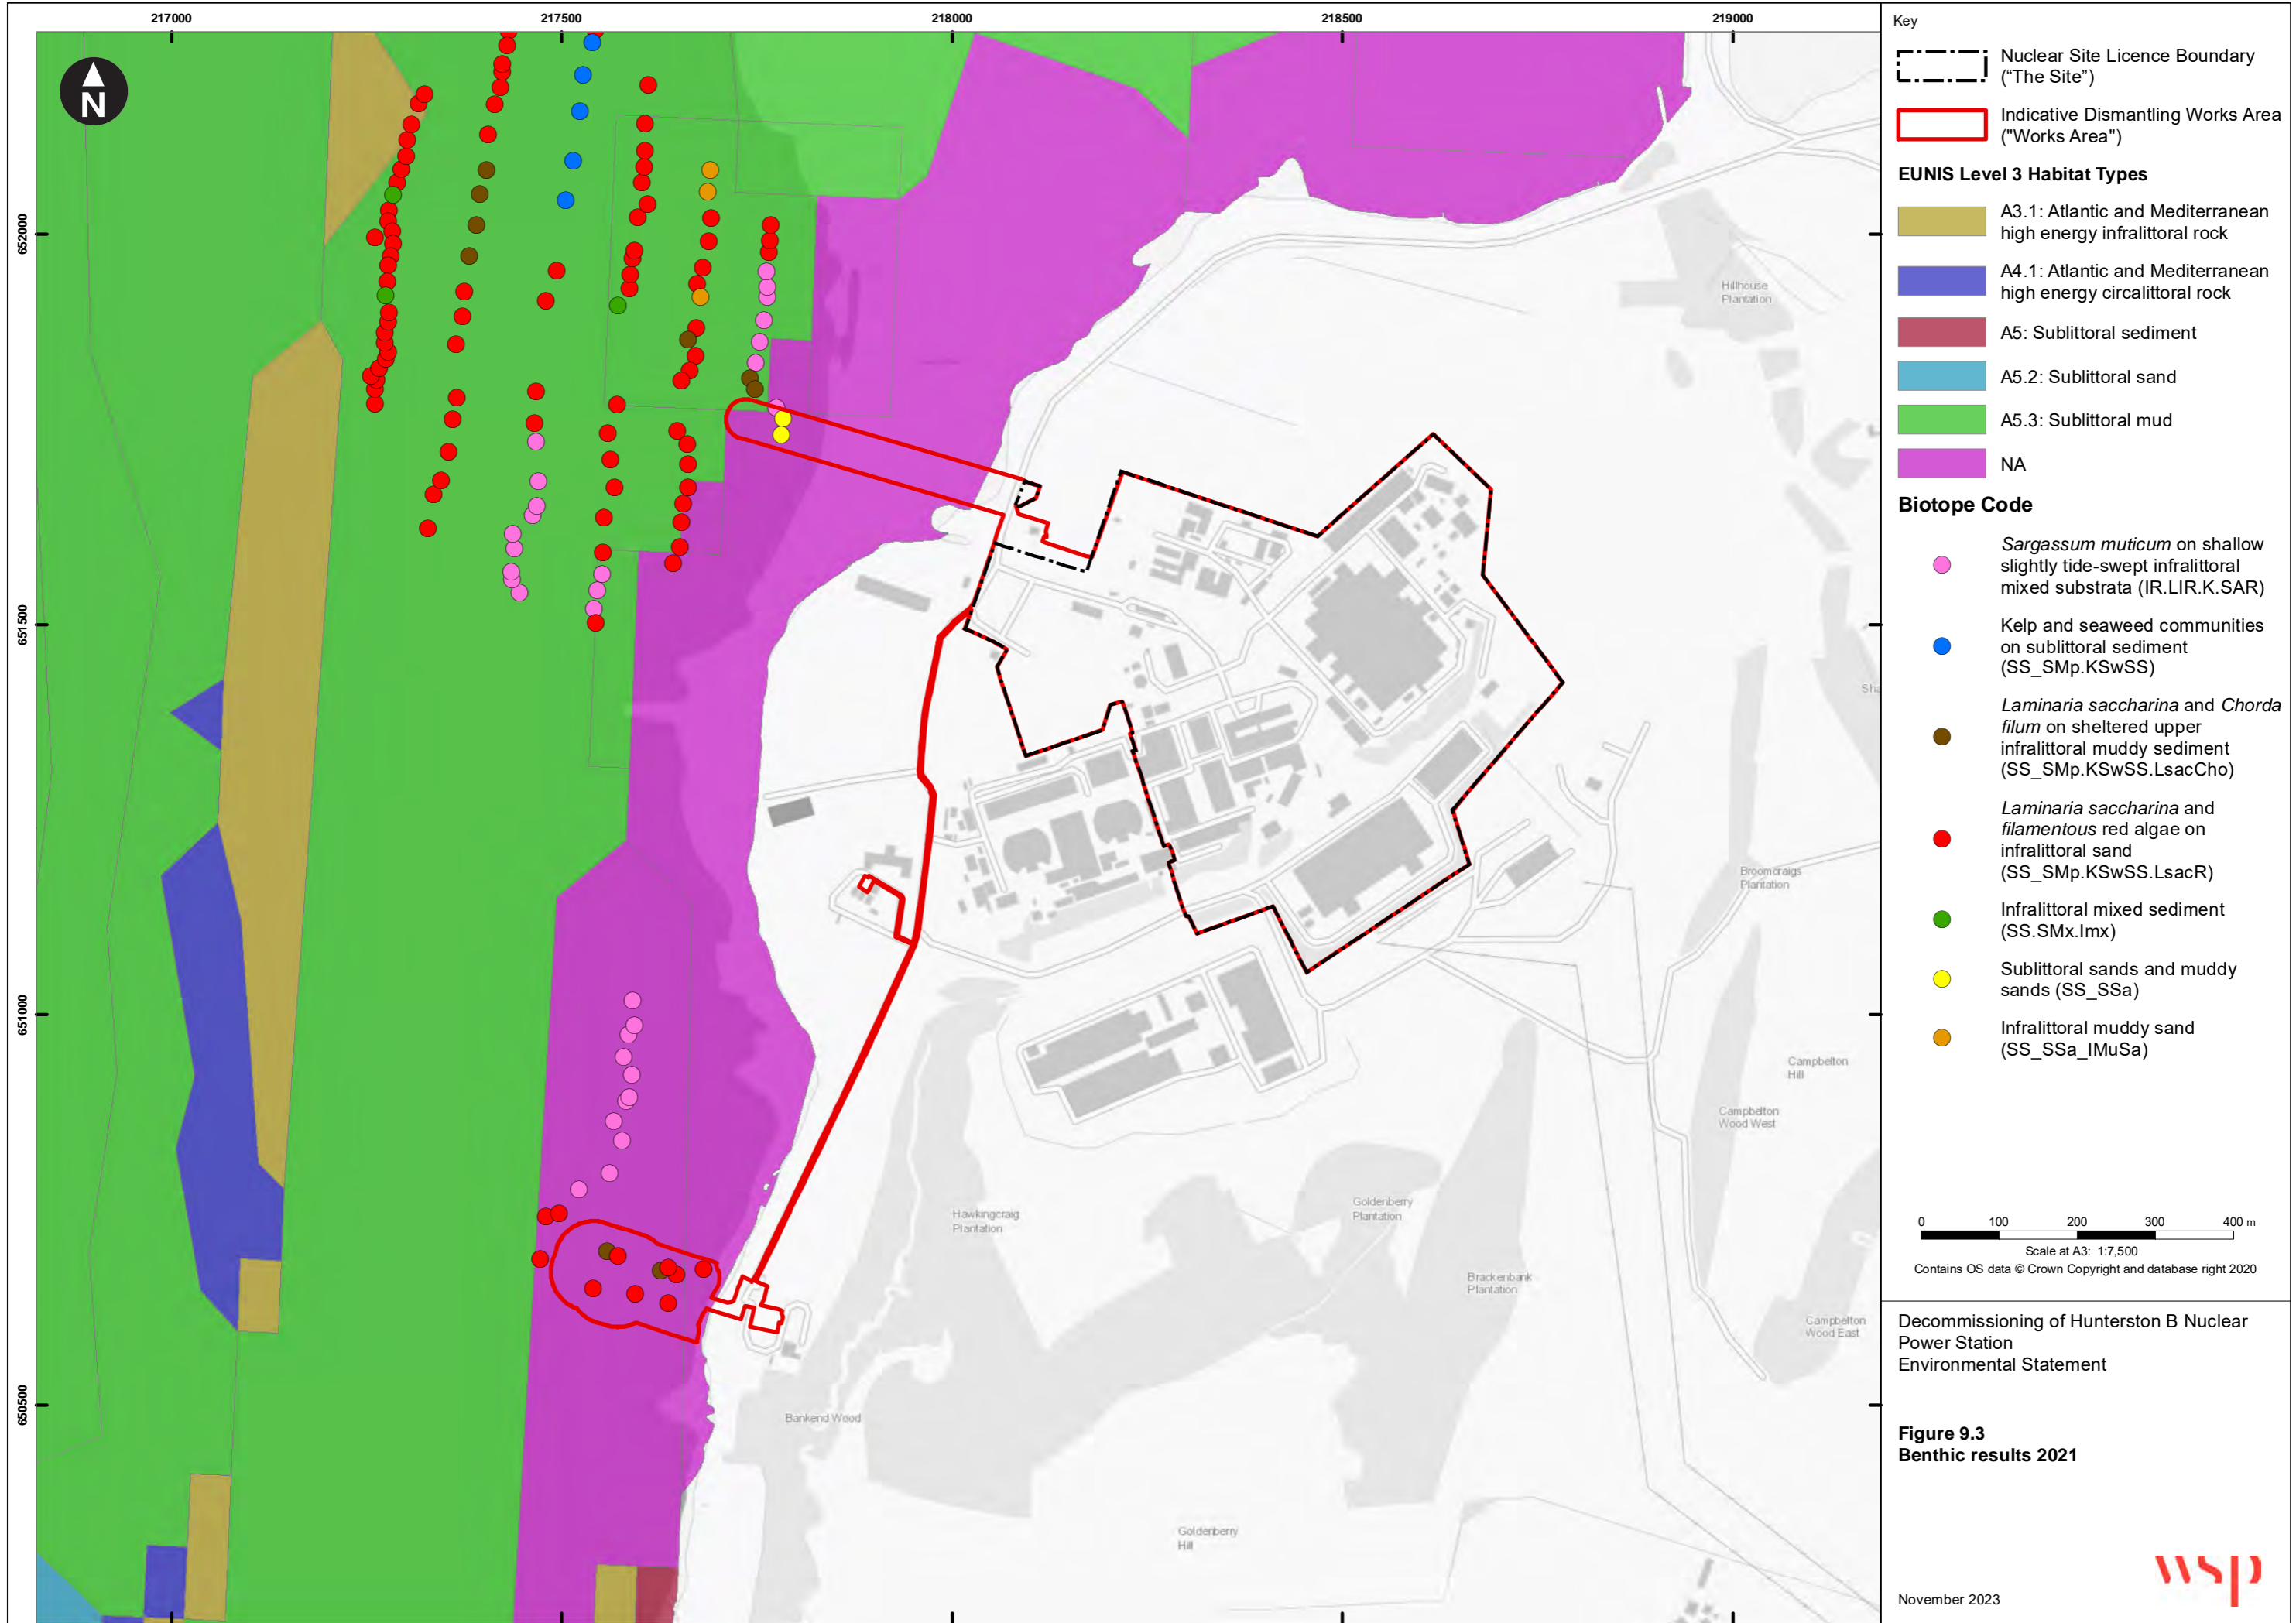 217000
217500
218000
218500
219000
N
652000
651500
651000
650500
Hillhouse
Plantation
Sha
Broomcraigs
Plantation
Campbelton
Hill
Campbelton
Wood West
Hawkingcraig
Plantation
Goldenberry
Plantation
Brackenbank
Plantation
Campbelton
Wood East
Bankend Wood
Goldenberry
Hill
Key
Nuclear Site Licence Boundary
(“The Site”)
Indicative Dismantling Works Area
("Works Area")
EUNIS Level 3 Habitat Types
A3.1: Atlantic and Mediterranean
high energy infralittoral rock
A4.1: Atlantic and Mediterranean
high energy circalittoral rock
A5: Sublittoral sediment
A5.2: Sublittoral sand
A5.3: Sublittoral mud
NA
Biotope Code
Sargassum muticum on shallow
slightly tide-swept infralittoral
mixed substrata (IR.LIR.K.SAR)
Kelp and seaweed communities
on sublittoral sediment
(SS_SMp.KSwSS)
Laminaria saccharina and Chorda
filum on sheltered upper
infralittoral muddy sediment
(SS_SMp.KSwSS.LsacCho)
Laminaria saccharina and
filamentous red algae on
infralittoral sand
(SS_SMp.KSwSS.LsacR)
Infralittoral mixed sediment
(SS.SMx.Imx)
Sublittoral sands and muddy
sands (SS_SSa)
Infralittoral muddy sand
(SS_SSa_IMuSa)
0 100 200 300 400 m
Scale at A3: 1:7,500
Contains OS data © Crown Copyright and database right 2020
Decommissioning of Hunterston B Nuclear
Power Station
Environmental Statement
Figure 9.3
Benthic results 2021
November 2023
wsp